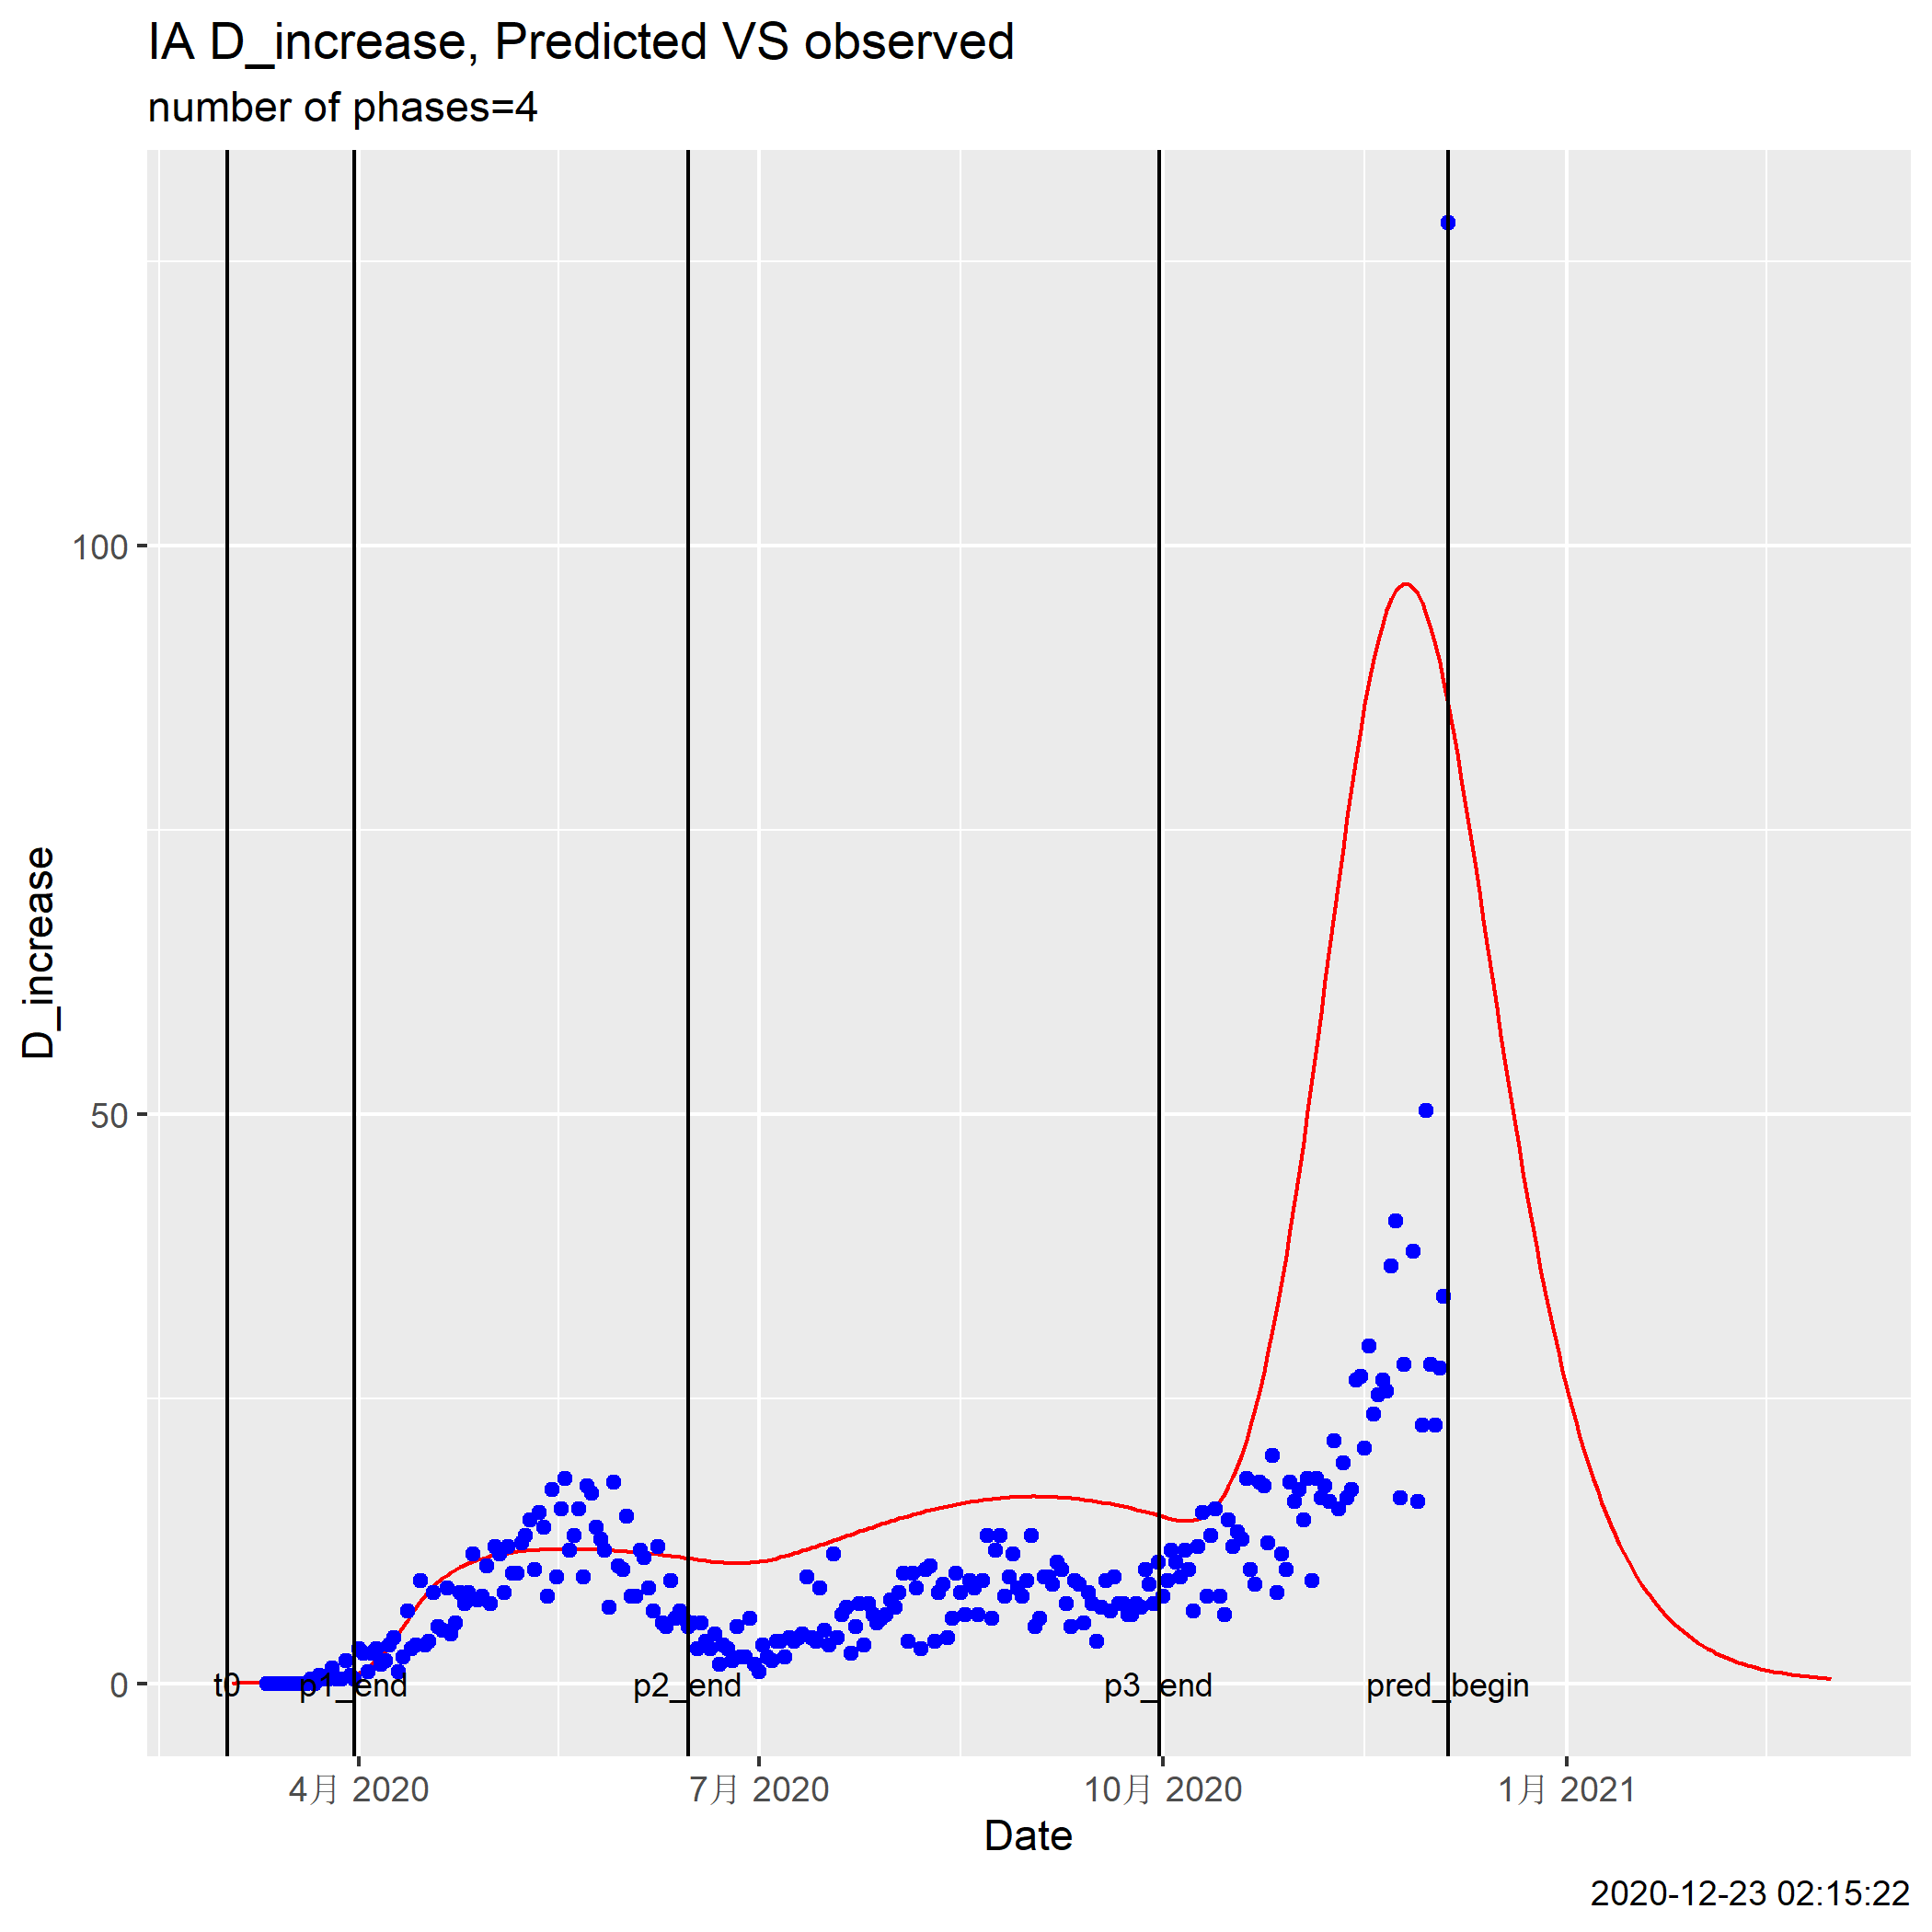 IA D_increase, Predicted VS observed
number of phases=4
D_increase
100
50
0
t0
p1_end
p2_end
p3_end
pred_begin
4月 2020
7月 2020
10月 2020
1月 2021
Date
2020-12-23 02:15:22